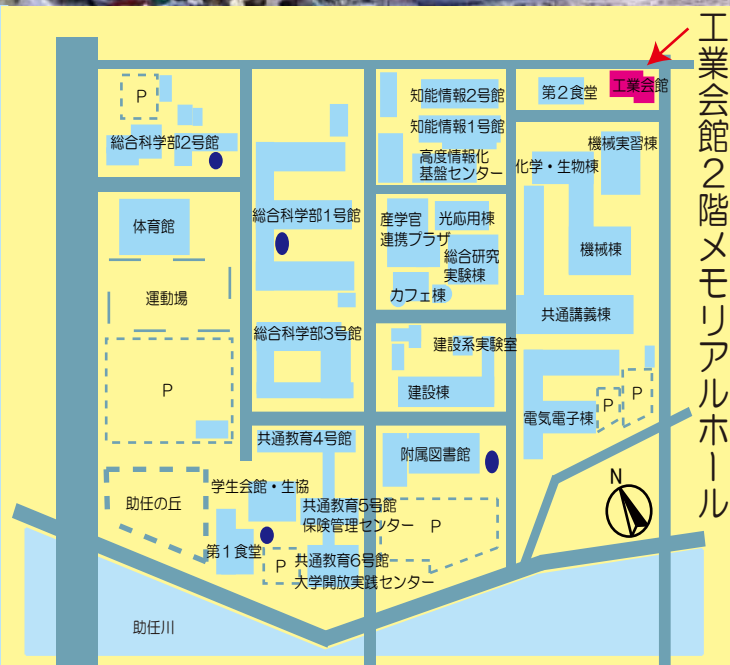 工業会館2階メモリアルホール
P
総合科学部2号館
知能情報2号館
第2食堂
工業会館
知能情報1号館
高度情報化
基盤センター
機械実習棟
化学・生物棟
体育館
総合科学部1号館
産学官
連携プラザ
光応用棟
総合研究
実験棟
機械棟
運動場
カフェ棟
共通講義棟
総合科学部3号館
建設系実験室
P
建設棟
P
P
電気電子棟
共通教育4号館
附属図書館
学生会館・生協
助任の丘
共通教育5号館
保険管理センター
P
N
第1食堂
P
共通教育6号館
大学開放実践センター
助任川